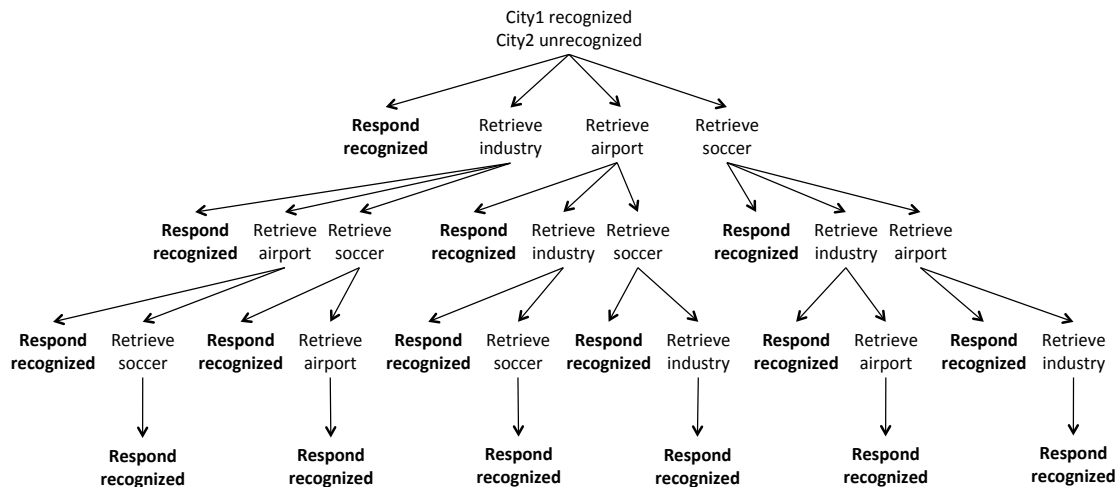 City1 recognized
City2 unrecognized
Respond
recognized
Retrieve
industry
Retrieve
airport
Retrieve
soccer
Respond
recognized
Retrieve
airport
Retrieve
soccer
Respond
recognized
Retrieve
industry
Retrieve
soccer
Respond
recognized
Retrieve
industry
Retrieve
airport
Respond
recognized
Retrieve
soccer
Respond
recognized
Retrieve
airport
Respond
recognized
Retrieve
soccer
Respond
recognized
Retrieve
industry
Respond
recognized
Retrieve
airport
Respond
recognized
Retrieve
industry
Respond
recognized
Respond
recognized
Respond
recognized
Respond
recognized
Respond
recognized
Respond
recognized